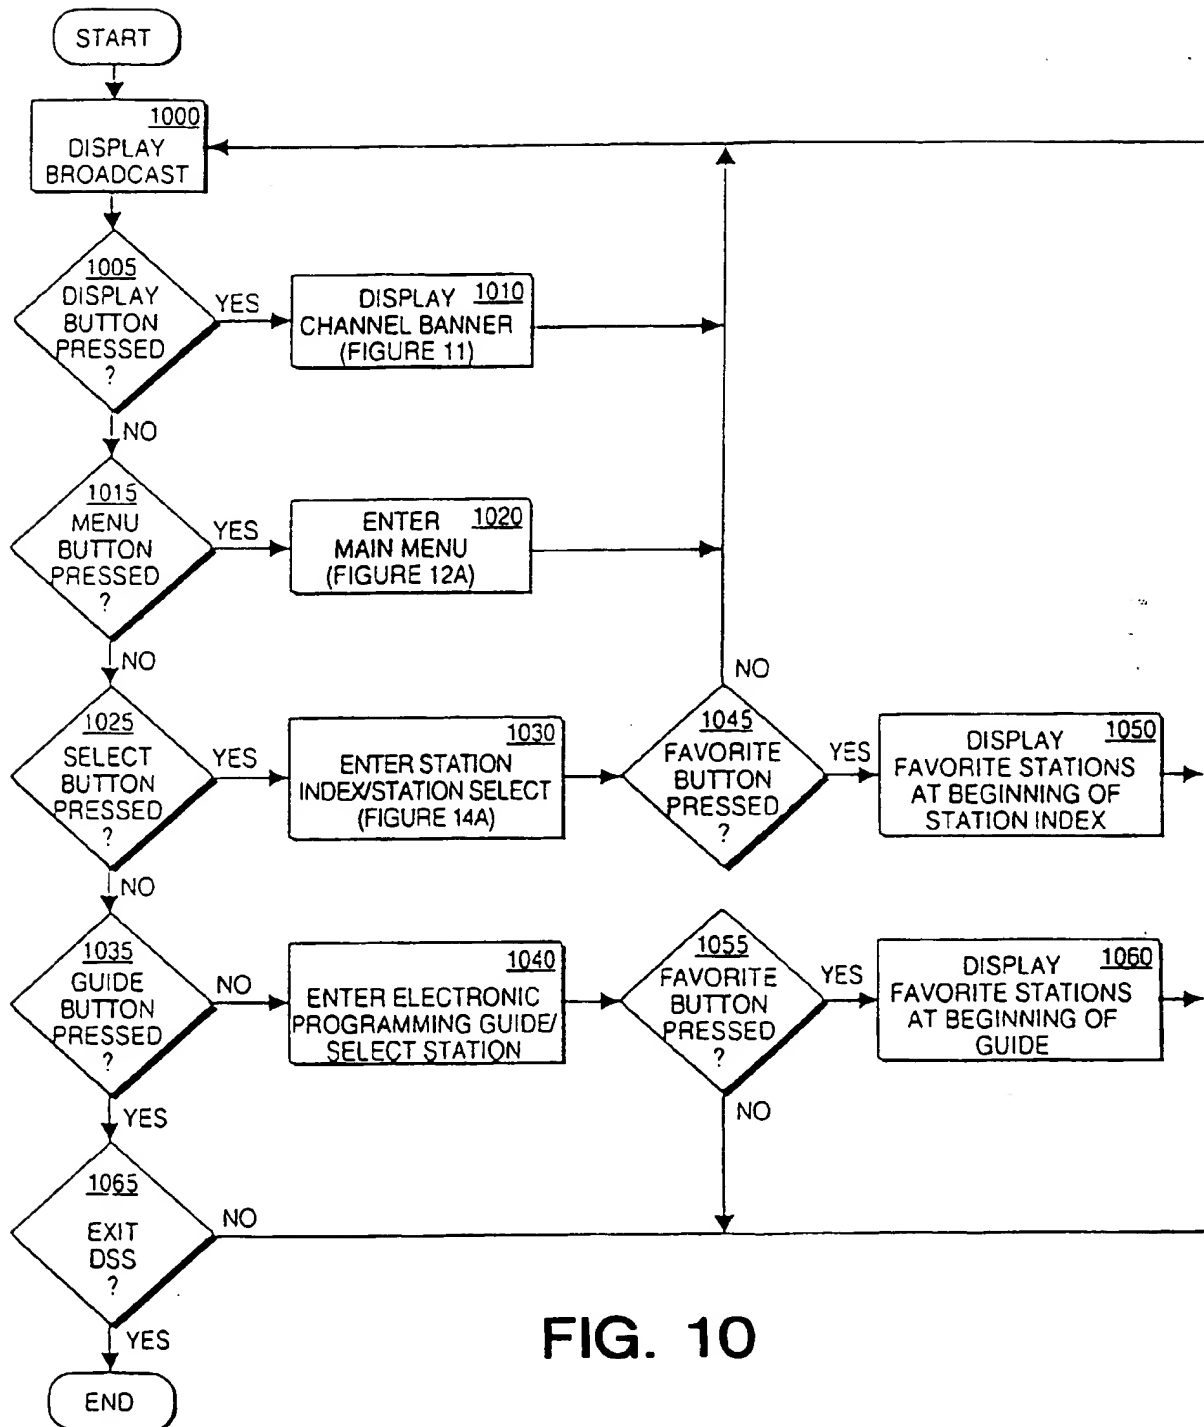 START
1000
DISPLAY
BROADCAST
1005
DISPLAY
BUTTON
PRESSED
?
YES
DISPLAY 1010
CHANNEL BANNER
(FIGURE 11)
NO
1015
MENU
BUTTON
PRESSED
?
YES
ENTER 1020
MAIN MENU
(FIGURE 12A)
NO
1025
SELECT
BUTTON
PRESSED
?
YES
1030
ENTER STATION
INDEX/STATION SELECT
(FIGURE 14A)
NO
1045
FAVORITE
BUTTON
PRESSED
?
YES
DISPLAY 1050
FAVORITE STATIONS
AT BEGINNING OF
STATION INDEX
NO
1035
GUIDE
BUTTON
PRESSED
?
NO
1040
ENTER ELECTRONIC
PROGRAMMING GUIDE/
SELECT STATION
1055
FAVORITE
BUTTON
PRESSED
?
YES
DISPLAY 1060
FAVORITE STATIONS
AT BEGINNING OF
GUIDE
NO
YES
1065
EXIT
DSS
?
NO
YES
END
FIG. 10